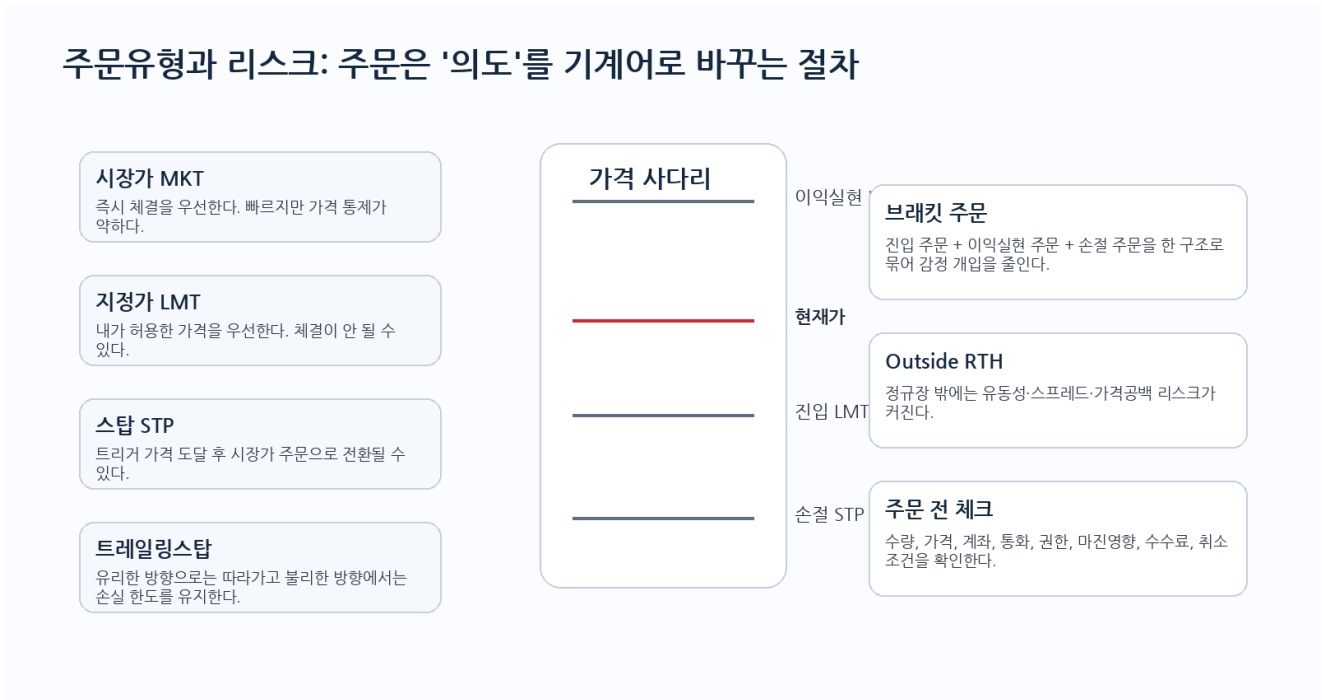 주문유형과 리스크: 주문은 '의도'를 기계어로 바꾸는 절차
시장가 MKT
즉시 체결을 우선한다. 빠르지만 가격 통제가
약하다.
지정가 LMT
내가 허용한 가격을 우선한다. 체결이 안 될 수
있다.
스탑 STP
트리거 가격 도달 후 시장가 주문으로 전환될 수
있다.
트레일링스탑
유리한 방향으로는 따라가고 불리한 방향에서는
손실 한도를 유지한다.
가격 사다리
이익실현
현재가
진입 LMT
손절 STP
브래킷 주문
진입 주문 + 이익실현 주문 + 손절 주문을 한 구조로
묶어 감정 개입을 줄인다.
Outside RTH
정규장 밖에는 유동성·스프레드·가격공백 리스크가
커진다.
주문 전 체크
수량, 가격, 계좌, 통화, 권한, 마진영향, 수수료, 취소
조건을 확인한다.